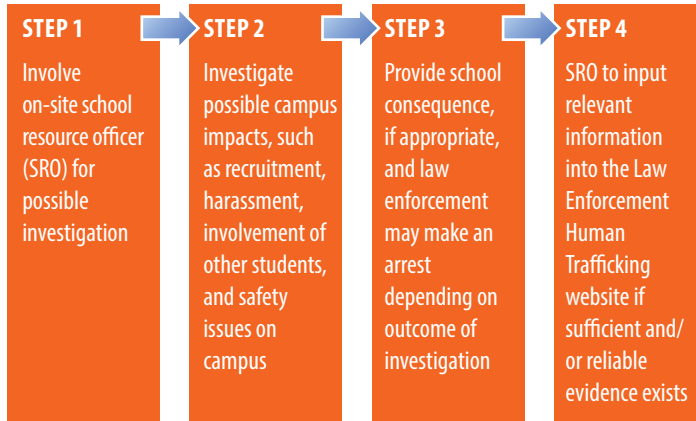 STEP 1
Involve
on-site school
resource officer
(SRO) for
possible
investigation
STEP 2
Investigate
possible campus
impacts, such
as recruitment,
harassment,
involvement of
other students,
and safety
issues on
campus
STEP 3
Provide school
consequence,
if appropriate,
and law
enforcement
may make an
arrest
depending on
outcome of
investigation
STEP 4
SRO to input
relevant
information
into the Law
Enforcement
Human
Trafficking
website if
sufficient and/
or reliable
evidence exists